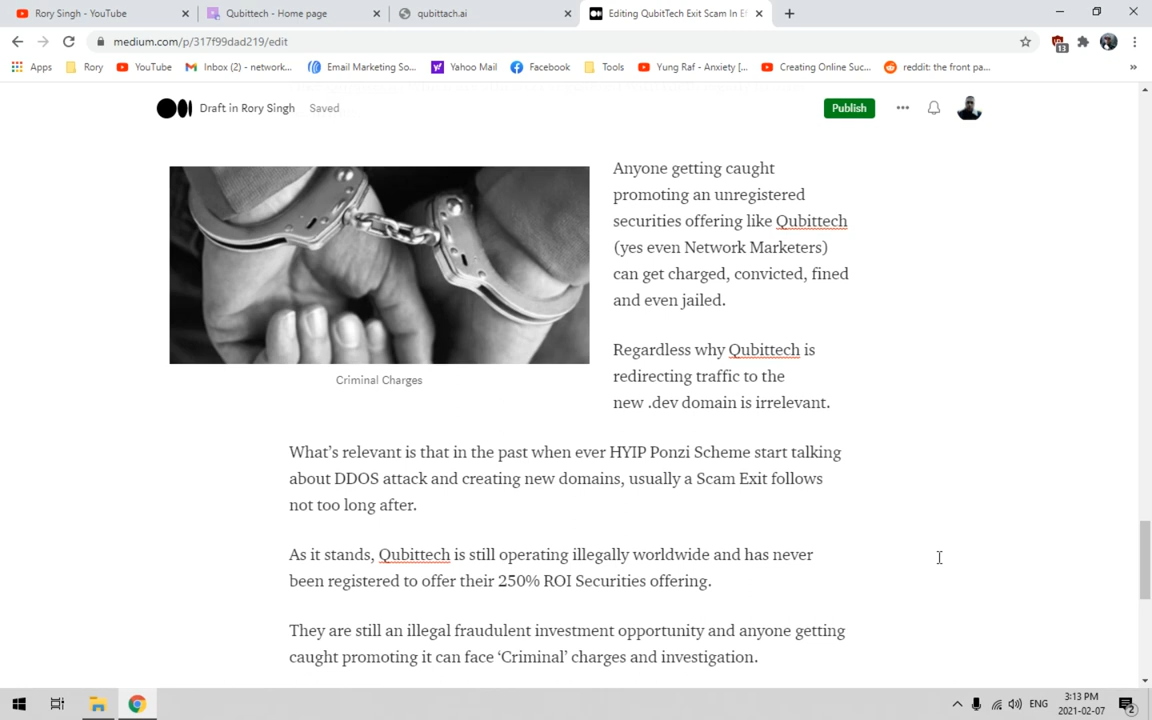 Rory Singh - YouTube
Qubittech - Home page
qubittach.ai
Editing QubitTech Exit Scam In Ef
medium.com/p/317f99dad219/edit
13
Apps
Rory
YouTube
Inbox (2) - network...
Email Marketing So...
Yahoo Mail
Facebook
Tools
Yung Raf - Anxiety [...
Creating Online Suc...
reddit: the front pa...
»
Draft in Rory Singh
Saved
Publish
Anyone getting caught
promoting an unregistered
securities offering like Qubittech
(yes even Network Marketers)
can get charged, convicted, fined
and even jailed.
Criminal Charges
Regardless why Qubittech is
redirecting traffic to the
new .dev domain is irrelevant.
What's relevant is that in the past when ever HYIP Ponzi Scheme start talking
about DDOS attack and creating new domains, usually a Scam Exit follows
not too long after.
As it stands, Qubittech is still operating illegally worldwide and has never
been registered to offer their 250% ROI Securities offering.
They are still an illegal fraudulent investment opportunity and anyone getting
caught promoting it can face ‘Criminal’ charges and investigation.
ENG
3:13 PM
2021-02-07
2